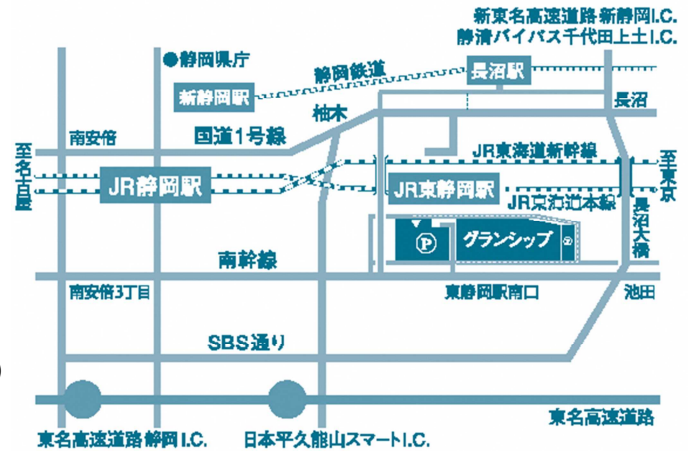 新東名高速道路 新静岡I.C.
静清バイパス千代田上土I.C.
●静岡県庁
静岡鉄道
長沼駅
新静岡駅
柚木
長沼
南安倍
国道1号線
至名古屋
JR東海道新幹線
至東京
JR静岡駅
JR東静岡駅
JR東海道本線
長沼大橋
P
グランシップ
南幹線
南安倍3丁目
東静岡駅南口
池田
SBS通り
東名高速道路
東名高速道路 静岡I.C.
日本平久能山スマートI.C.